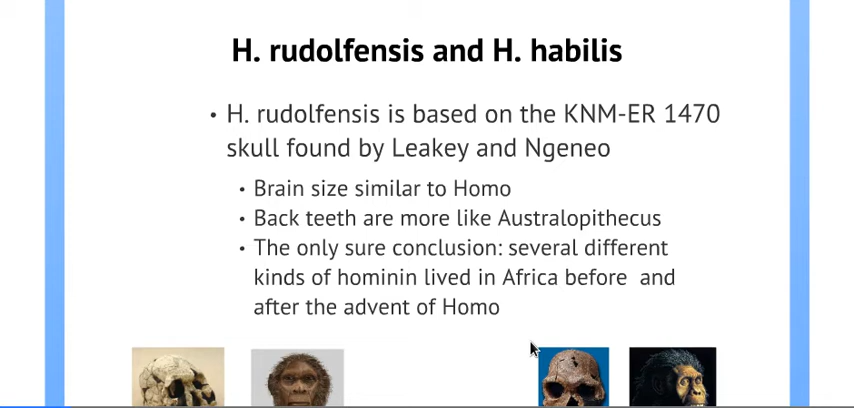 H. rudolfensis and H. habilis
• H. rudolfensis is based on the KNM-ER 1470
skull found by Leakey and Ngeneo
• Brain size similar to Homo
• Back teeth are more like Australopithecus
• The only sure conclusion: several different
kinds of hominin lived in Africa before  and
after the advent of Homo